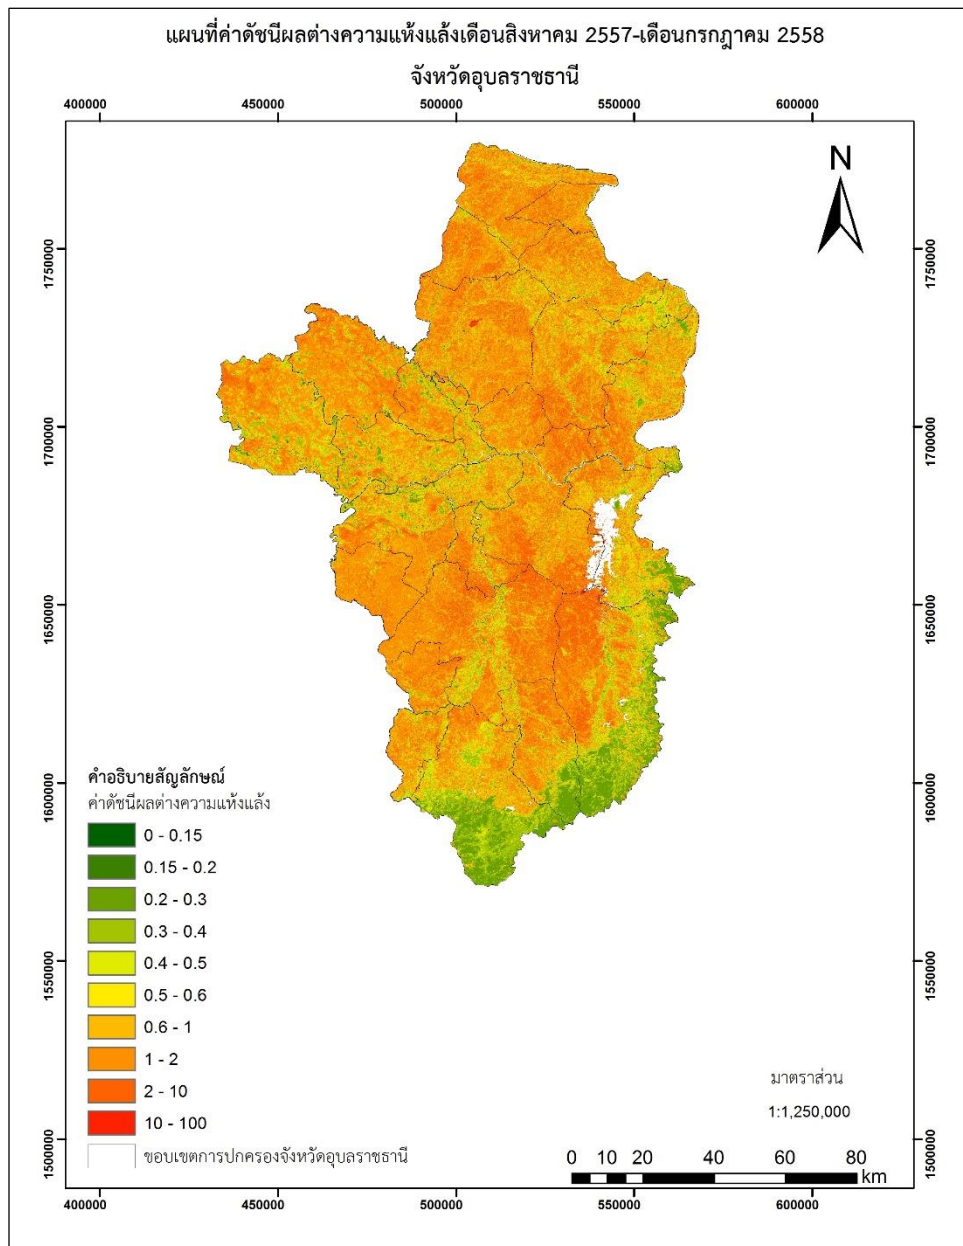 แผนที่ค่าดัชนีผลต่างความแห้งแล้งเดือนสิงหาคม 2557-เดือนกรกฎาคม 2558
จังหวัดอุบลราชธานี
400000 450000 500000 550000 600000
N
1750000 1750000
1700000 1700000
1650000 1650000
1600000 1600000
1550000 1550000
1500000 1500000
คำอธิบายสัญลักษณ์
ค่าดัชนีผลต่างความแห้งแล้ง
0 - 0.15
0.15 - 0.2
0.2 - 0.3
0.3 - 0.4
0.4 - 0.5
0.5 - 0.6
0.6 - 1
1 - 2
2 - 10
10 - 100
ขอบเขตการปกครองจังหวัดอุบลราชธานี
มาตราส่วน
1:1,250,000
0 10 20 40 60 80
km
400000 450000 500000 550000 600000